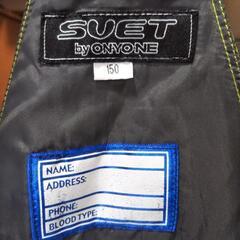 SVET
by ONYONE
150
NAME:
ADDRESS:
PHONE:
BLOOD TYPE: